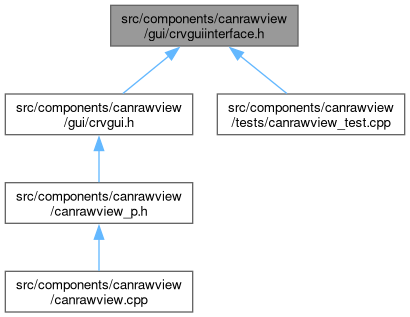 src/components/canrawview
/gui/crvguiinterface.h
src/components/canrawview
/gui/crvgui.h
src/components/canrawview
/tests/canrawview_test.cpp
src/components/canrawview
/canrawview_p.h
src/components/canrawview
/canrawview.cpp